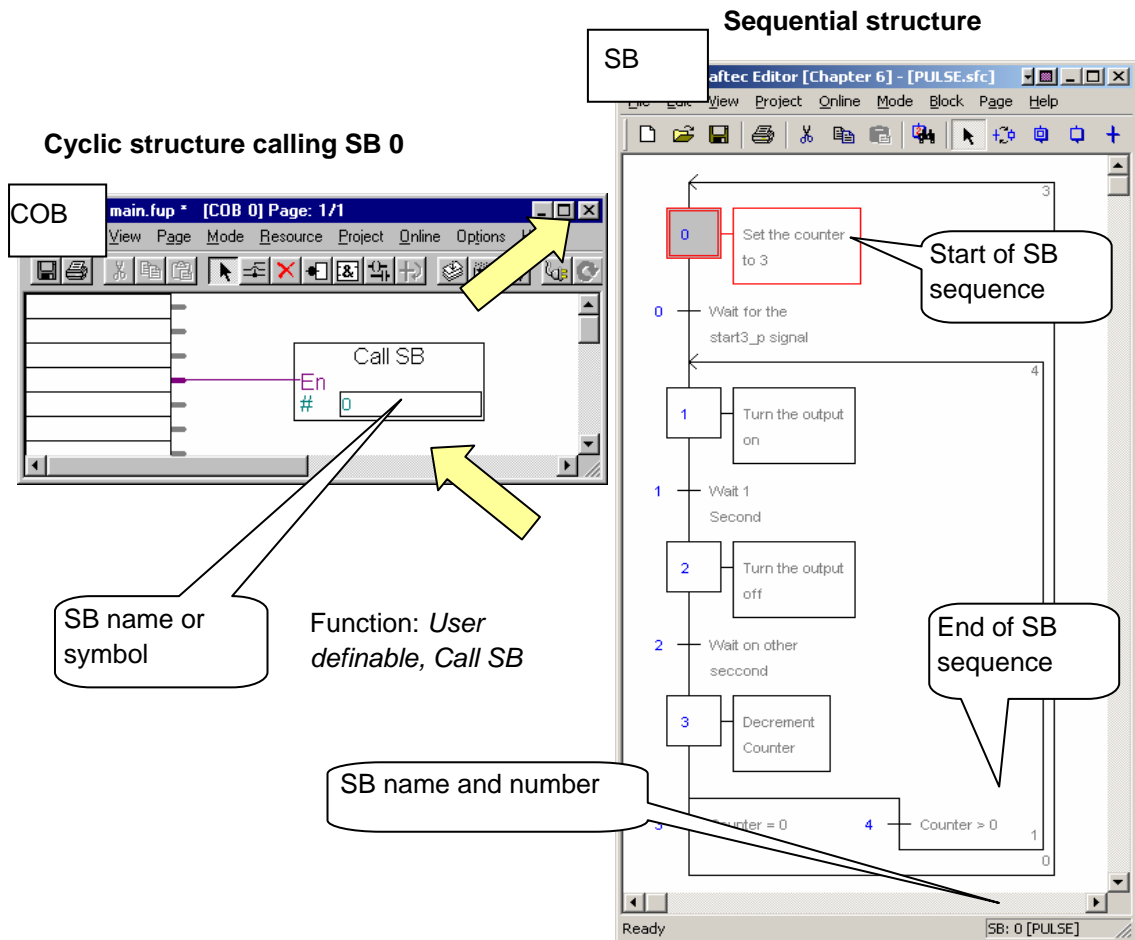 Sequential structure
SB
aftec Editor [Chapter 6] - [PULSE.sfc]
File Edit View Project Online Mode Block Page Help
Cyclic structure calling SB 0
COB
main.fup * [COB 0] Page: 1/1
View Page Mode Resource Project Online Options
Call SB
En
# 0
SB name or
symbol
Function: User
definable, Call SB
3
0
Set the counter
to 3
Start of SB
sequence
0
Wait for the
start3_p signal
4
1
Turn the output
on
1
Wait 1
Second
2
Turn the output
off
2
Wait on other
seccond
End of SB
sequence
3
Decrement
Counter
SB name and number
3
Counter = 0
4
Counter > 0
1
0
Ready
SB: 0 [PULSE]